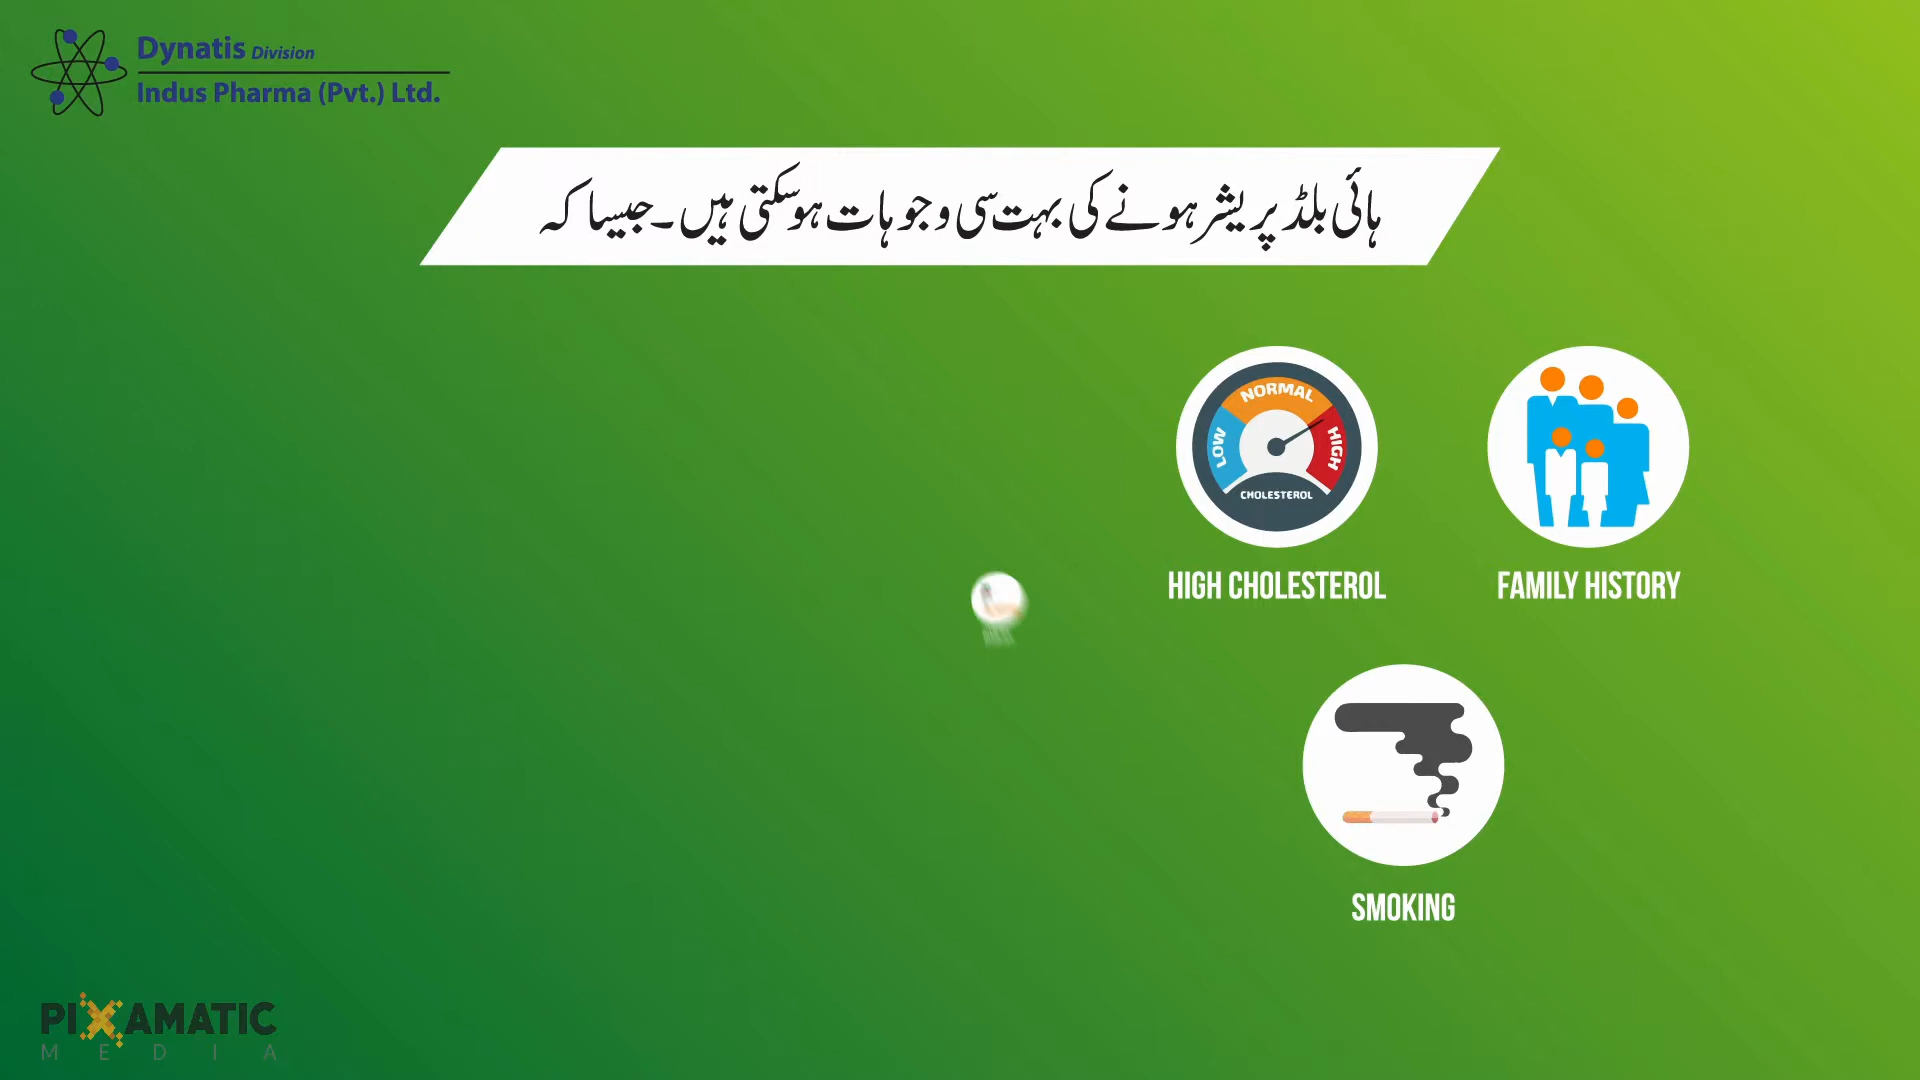 Dynatis Division
Indus Pharma (Pvt.) Ltd.
ہائی بلڈ پریشر ہونے کی بہت سی وجوہات ہوسکتی ہیں۔ جیسا کہ
LOW NORMAL HIGH
CHOLESTEROL
HIGH CHOLESTEROL
FAMILY HISTORY
SMOKING
PIXAMATIC
MEDIA